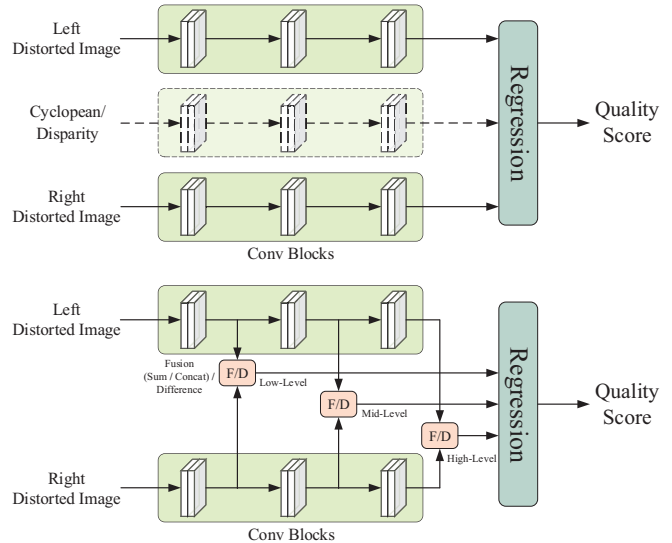 Left
Distorted Image
Cyclopean/
Disparity
Right
Distorted Image
Conv Blocks
Regression
Quality
Score
Left
Distorted Image
Fusion
(Sum / Concat) /
Difference
F/D
Low-Level
F/D
Mid-Level
F/D
High-Level
Right
Distorted Image
Conv Blocks
Regression
Quality
Score